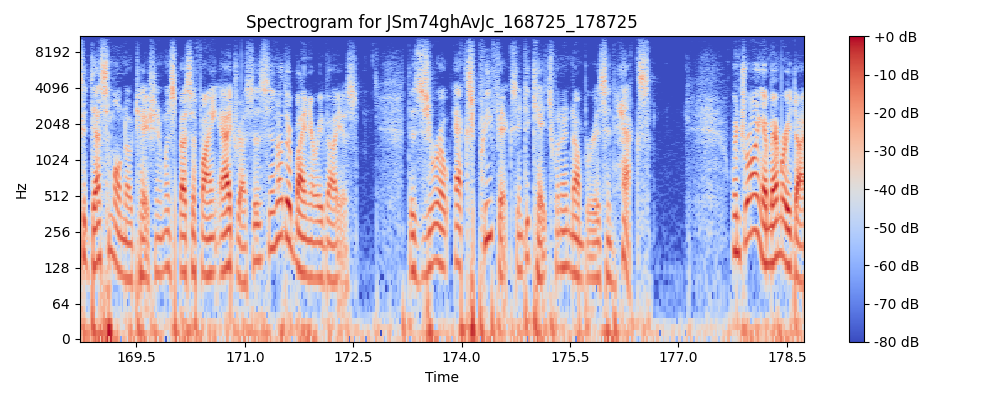 Spectrogram for JSm74ghAvJc_168725_178725
8192
4096
2048
1024
512
256
128
64
0
Hz
169.5
171.0
172.5
174.0
175.5
177.0
178.5
Time
+0 dB
-10 dB
-20 dB
-30 dB
-40 dB
-50 dB
-60 dB
-70 dB
-80 dB